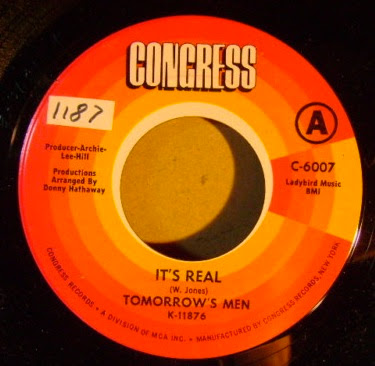 CONGRESS
1187
A
Producer-Archie-
Lee-Hill
Productions
Arranged By
Donny Hathaway
C-6007
Ladybird Music
BMI
IT'S REAL
(W. Jones)
TOMORROW'S MEN
K-11876
CONGRESS RECORDS · A DIVISION OF MCA INC. · MANUFACTURED BY CONGRESS RECORDS, NEW YORK